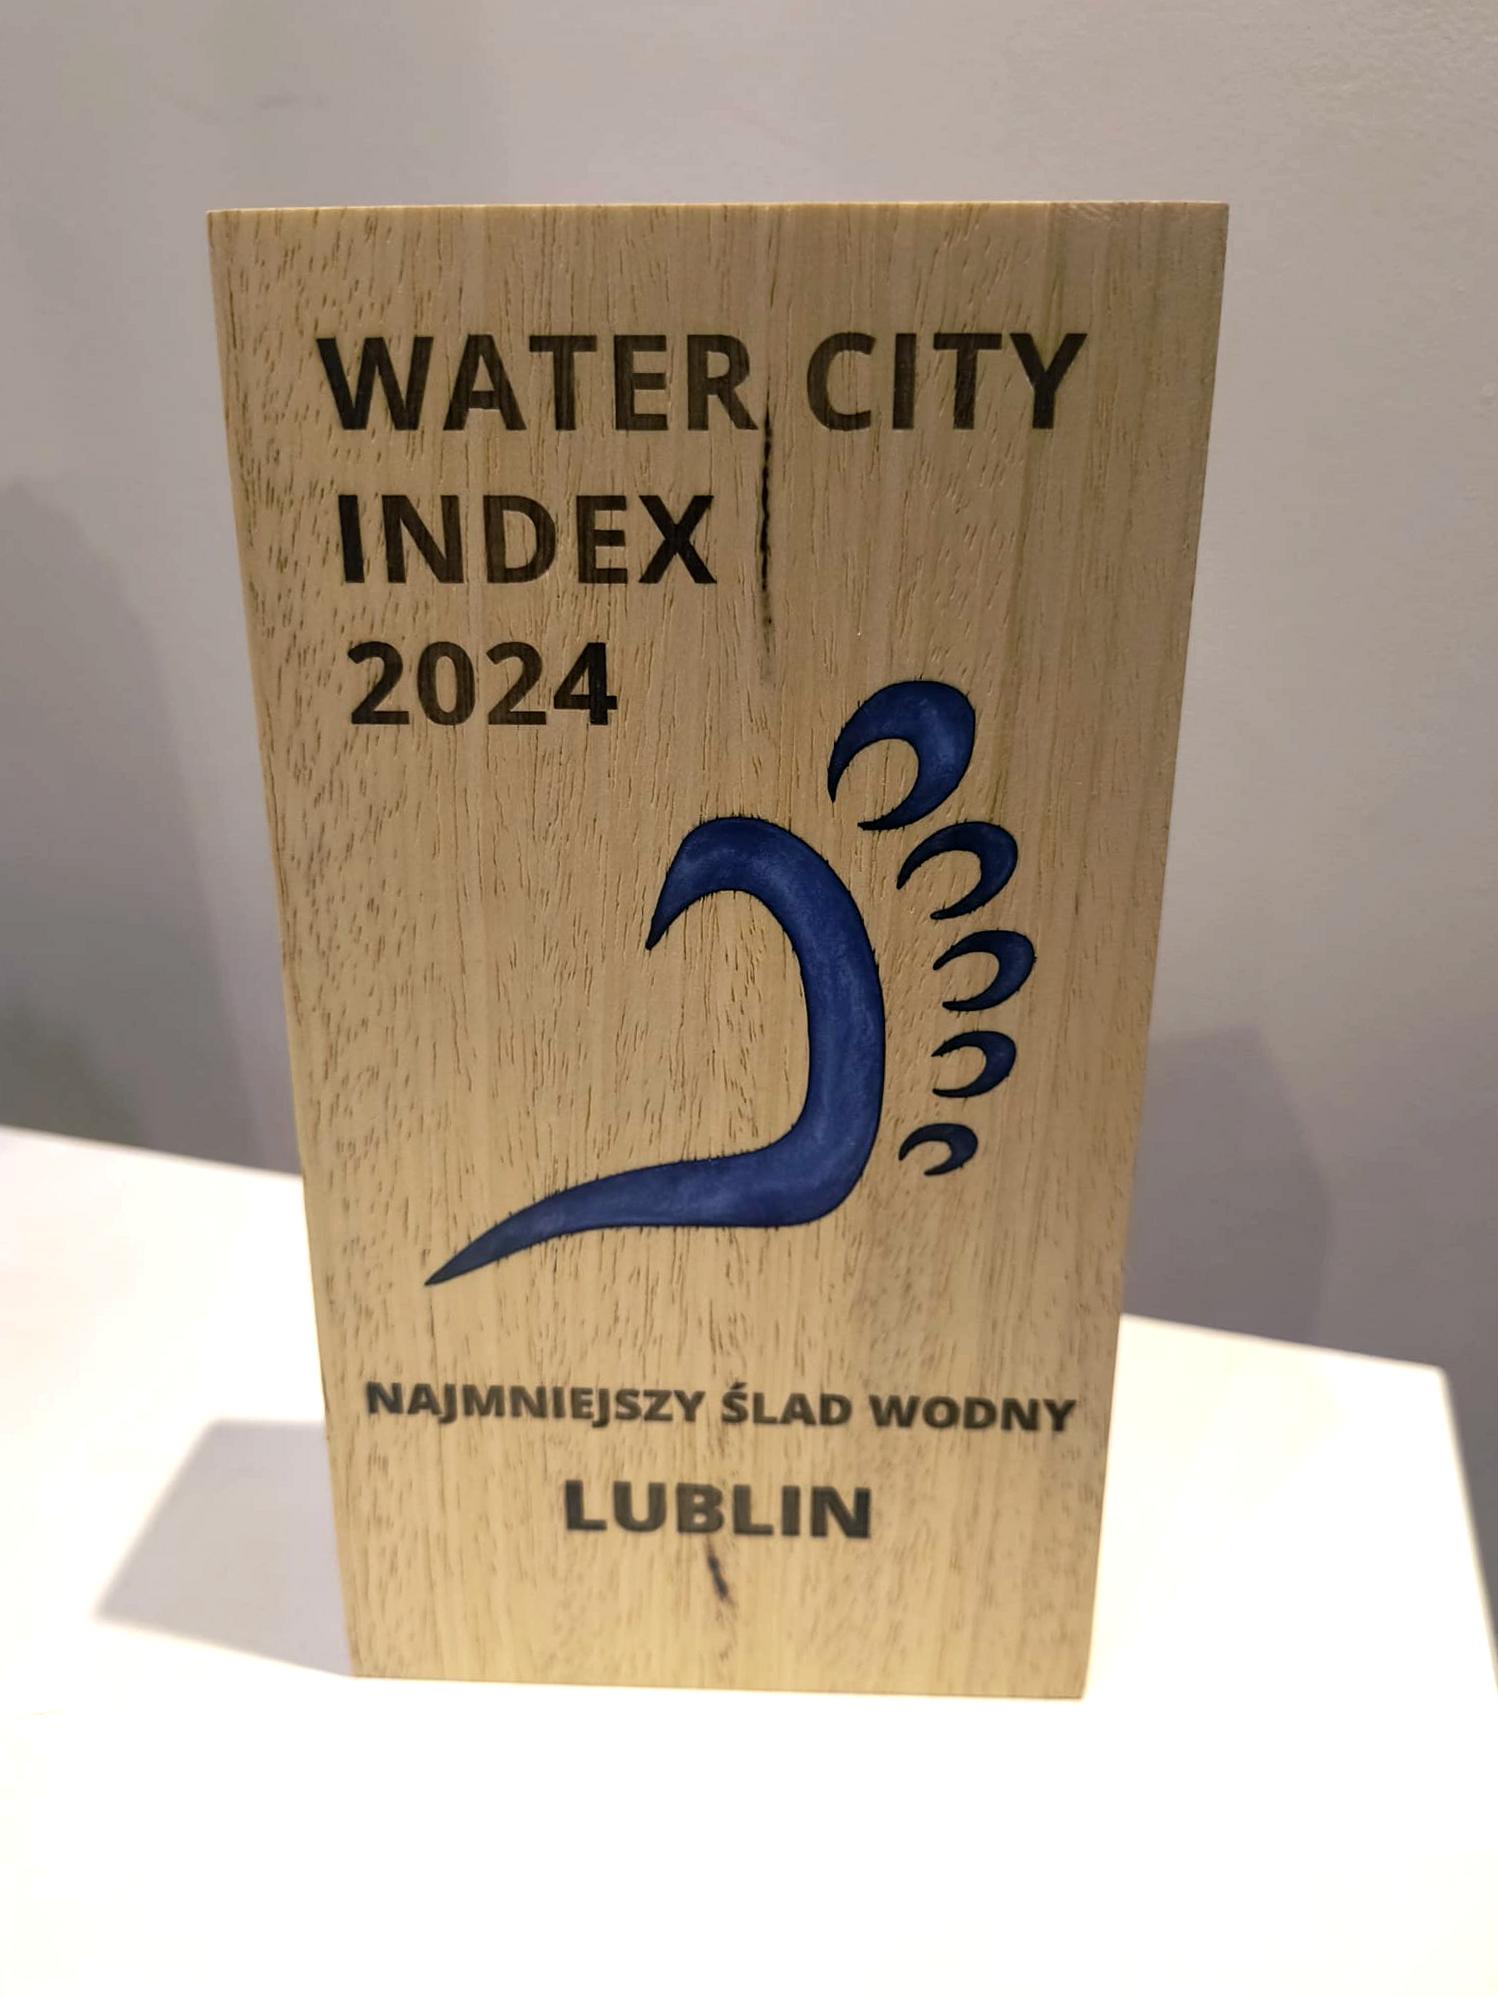 WATER CITY
INDEX
2024
NAJMNIEJSZY ŚLAD WODNY
LUBLIN